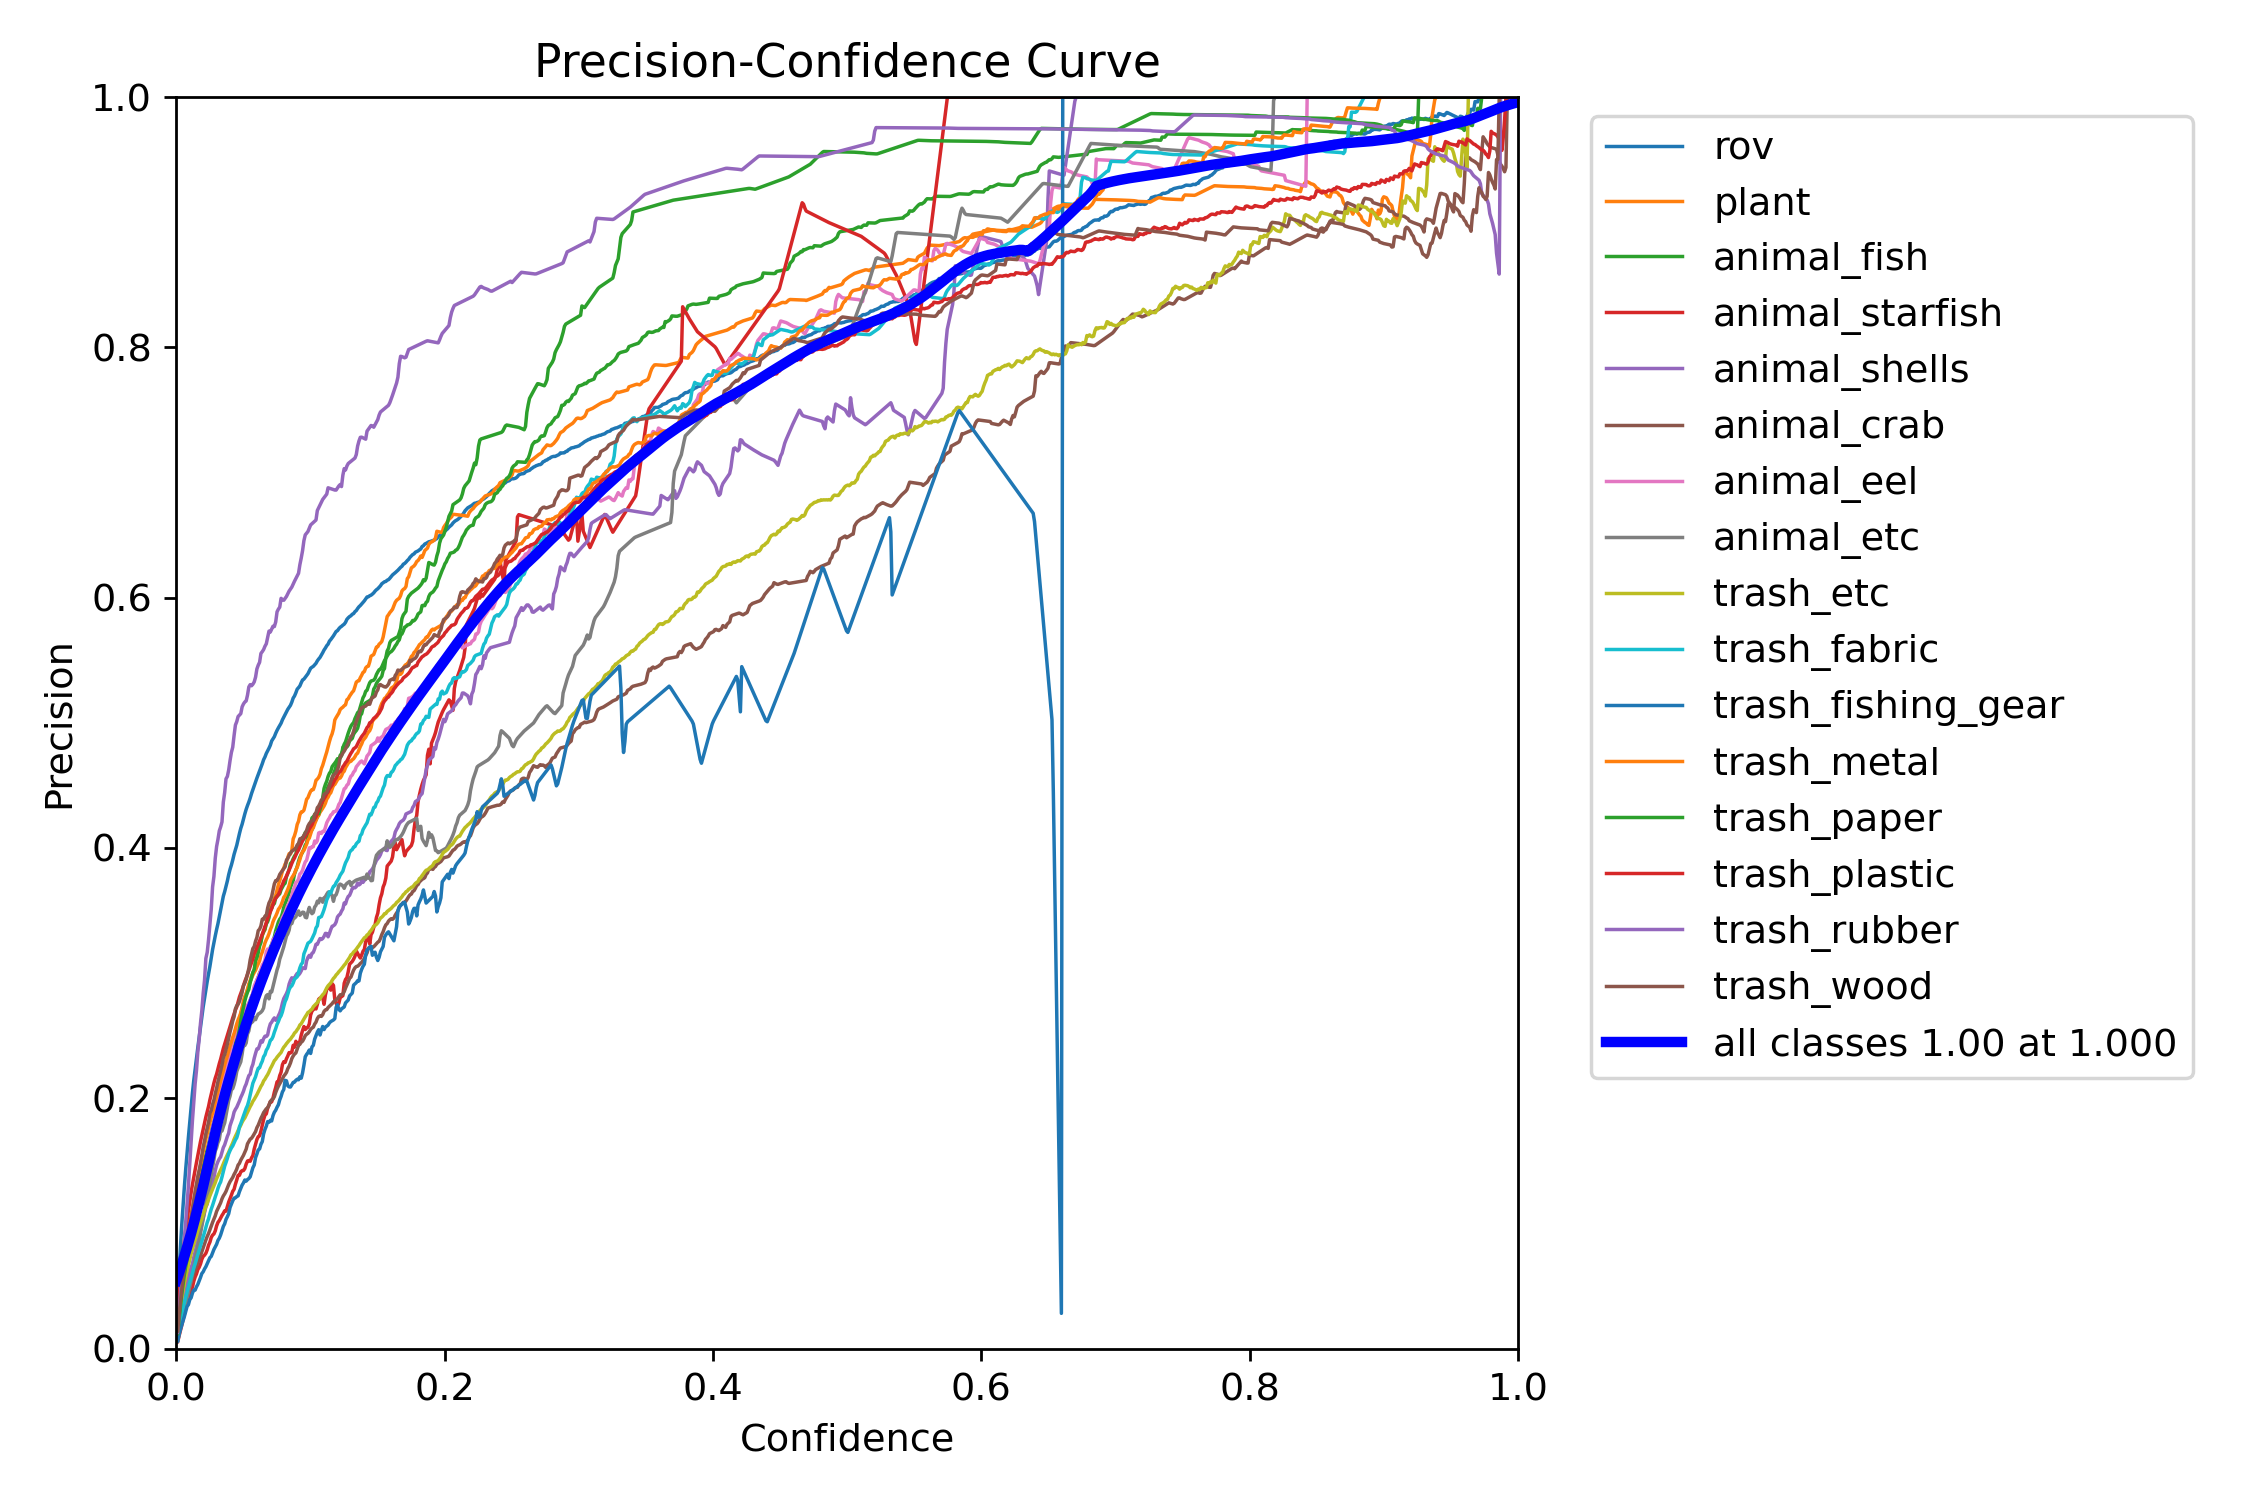 Precision-Confidence Curve
1.0
0.8
0.6
0.4
0.2
0.0
Precision
0.0 0.2 0.4 0.6 0.8 1.0
Confidence
rov
plant
animal_fish
animal_starfish
animal_shells
animal_crab
animal_eel
animal_etc
trash_etc
trash_fabric
trash_fishing_gear
trash_metal
trash_paper
trash_plastic
trash_rubber
trash_wood
all classes 1.00 at 1.000